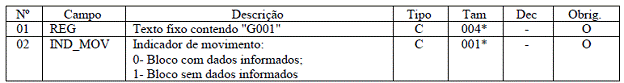 Nº Campo Descrição Tipo Tam Dec Obrig.
01 REG Texto fixo contendo "G001" C 004* - O
02 IND_MOV Indicador de movimento: C 001* - O
0- Bloco com dados informados;
1- Bloco sem dados informados